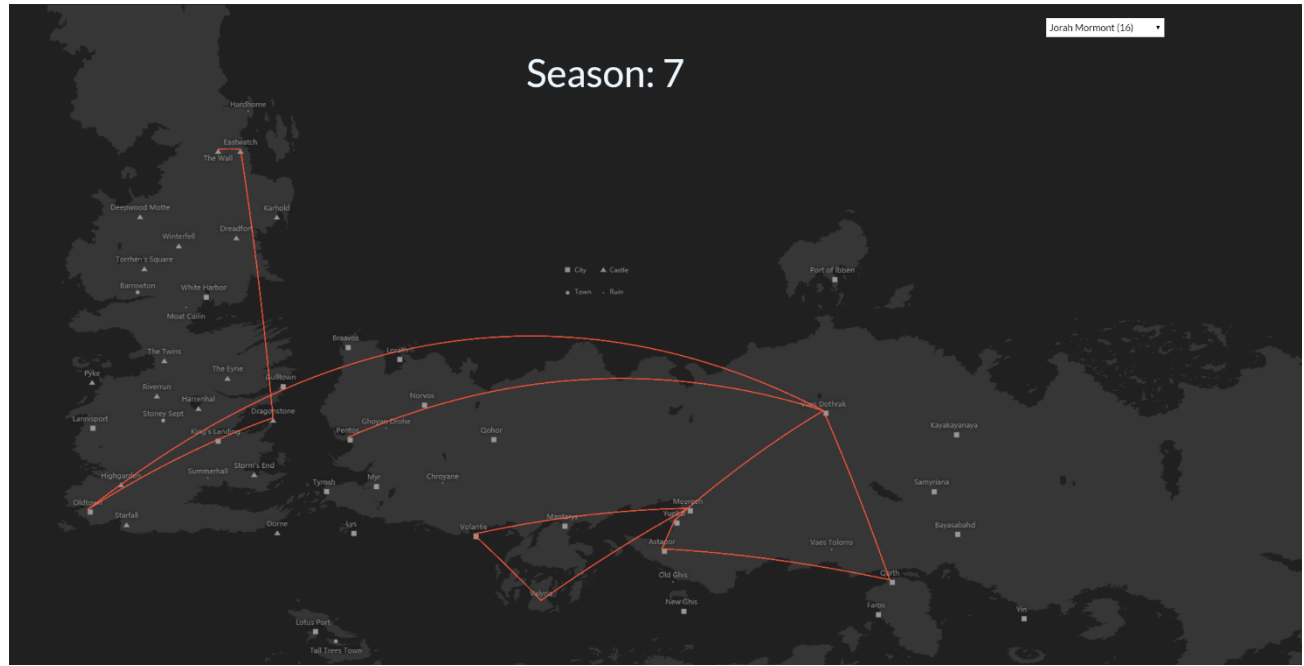 Jorah Mormont (16)
Season: 7
Hardhome
Eastwatch
The Wall
Deepwood Motte
Karhold
Dreadfort
Winterfell
Torrhen's Square
Barrowton
White Harbor
Moat Cailin
City
Castle
Town
Ruin
Port of Ibben
Braavos
Lorath
The Twins
The Eyrie
Pyke
Gulltown
Riverrun
Harrenhal
Norvos
Stoney Sept
Dragonstone
Vaes Dothrak
Lannisport
King's Landing
Pentos
Ghoyan Drohe
Qohor
Kayakayanaya
Highgarden
Summerhall
Storm's End
Tyrosh
Myr
Chroyane
Samyriana
Oldtown
Starfall
Dorne
Lys
Volantis
Mantarys
Meereen
Yunkai
Bayasabahd
Astapor
Vaes Tolorro
Old Ghis
Qarth
Valyria
New Ghis
Faros
Yin
Lotus Port
Tall Trees Town